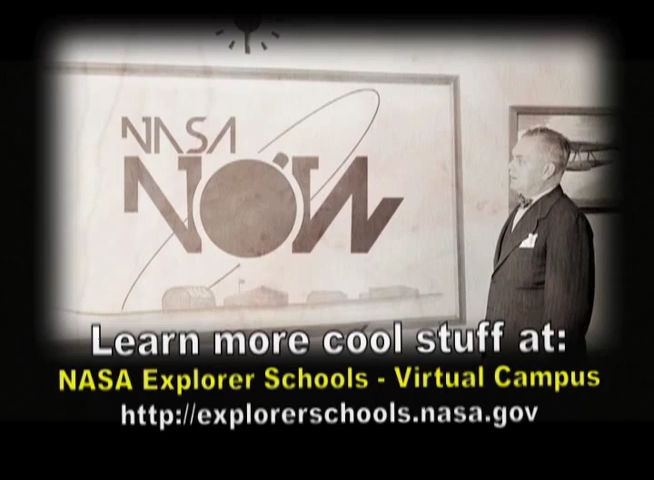 NASA
NOW
Learn more cool stuff at:
NASA Explorer Schools - Virtual Campus
http://explorerschools.nasa.gov